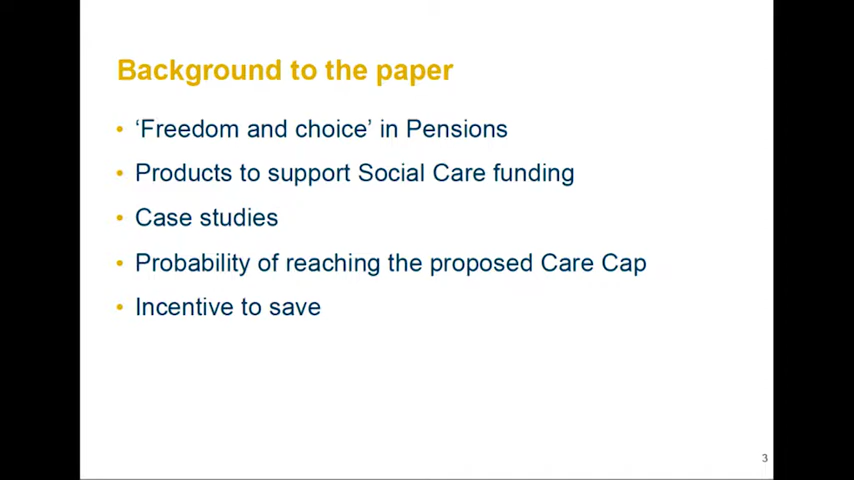 Background to the paper
• ‘Freedom and choice’ in Pensions
• Products to support Social Care funding
• Case studies
• Probability of reaching the proposed Care Cap
• Incentive to save
3